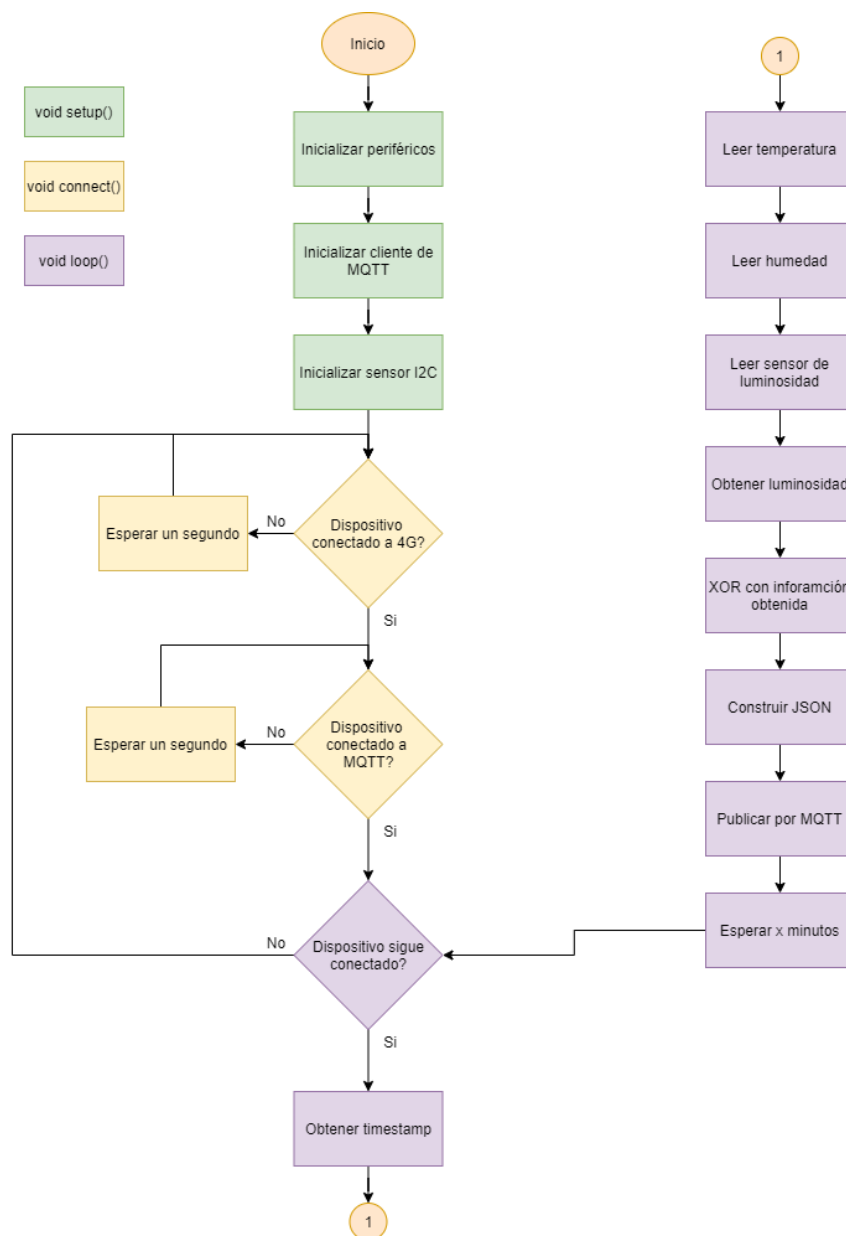 Inicio
void setup()
void connect()
void loop()
Inicializar periféricos
Inicializar cliente de
MQTT
Inicializar sensor I2C
Dispositivo
conectado a 4G?
No
Esperar un segundo
Si
Dispositivo
conectado a
MQTT?
No
Esperar un segundo
Si
Dispositivo sigue
conectado?
No
Si
Obtener timestamp
1
1
Leer temperatura
Leer humedad
Leer sensor de
luminosidad
Obtener luminosidad
XOR con inforamción
obtenida
Construir JSON
Publicar por MQTT
Esperar x minutos